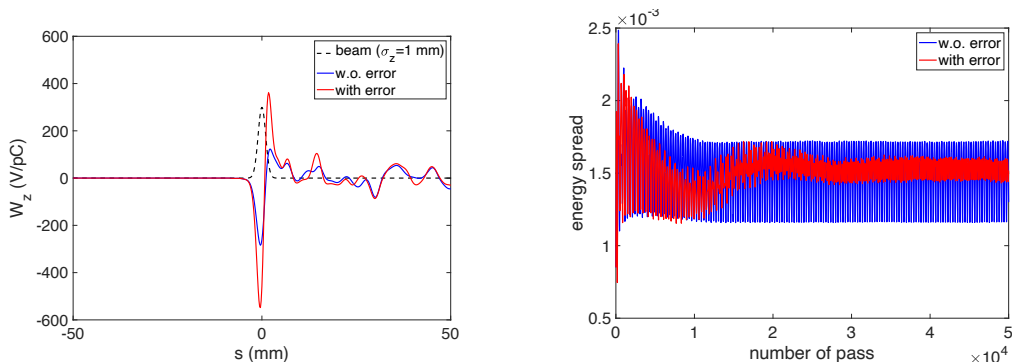 600
400
200
0
-200
-400
-600
-50
0
50
W_z (V/pC)
s (mm)
beam (σ_z=1 mm)
w.o. error
with error
×10^-3
2.5
2
1.5
1
0.5
0
1
2
3
4
5
energy spread
number of pass
×10^4
w.o. error
with error